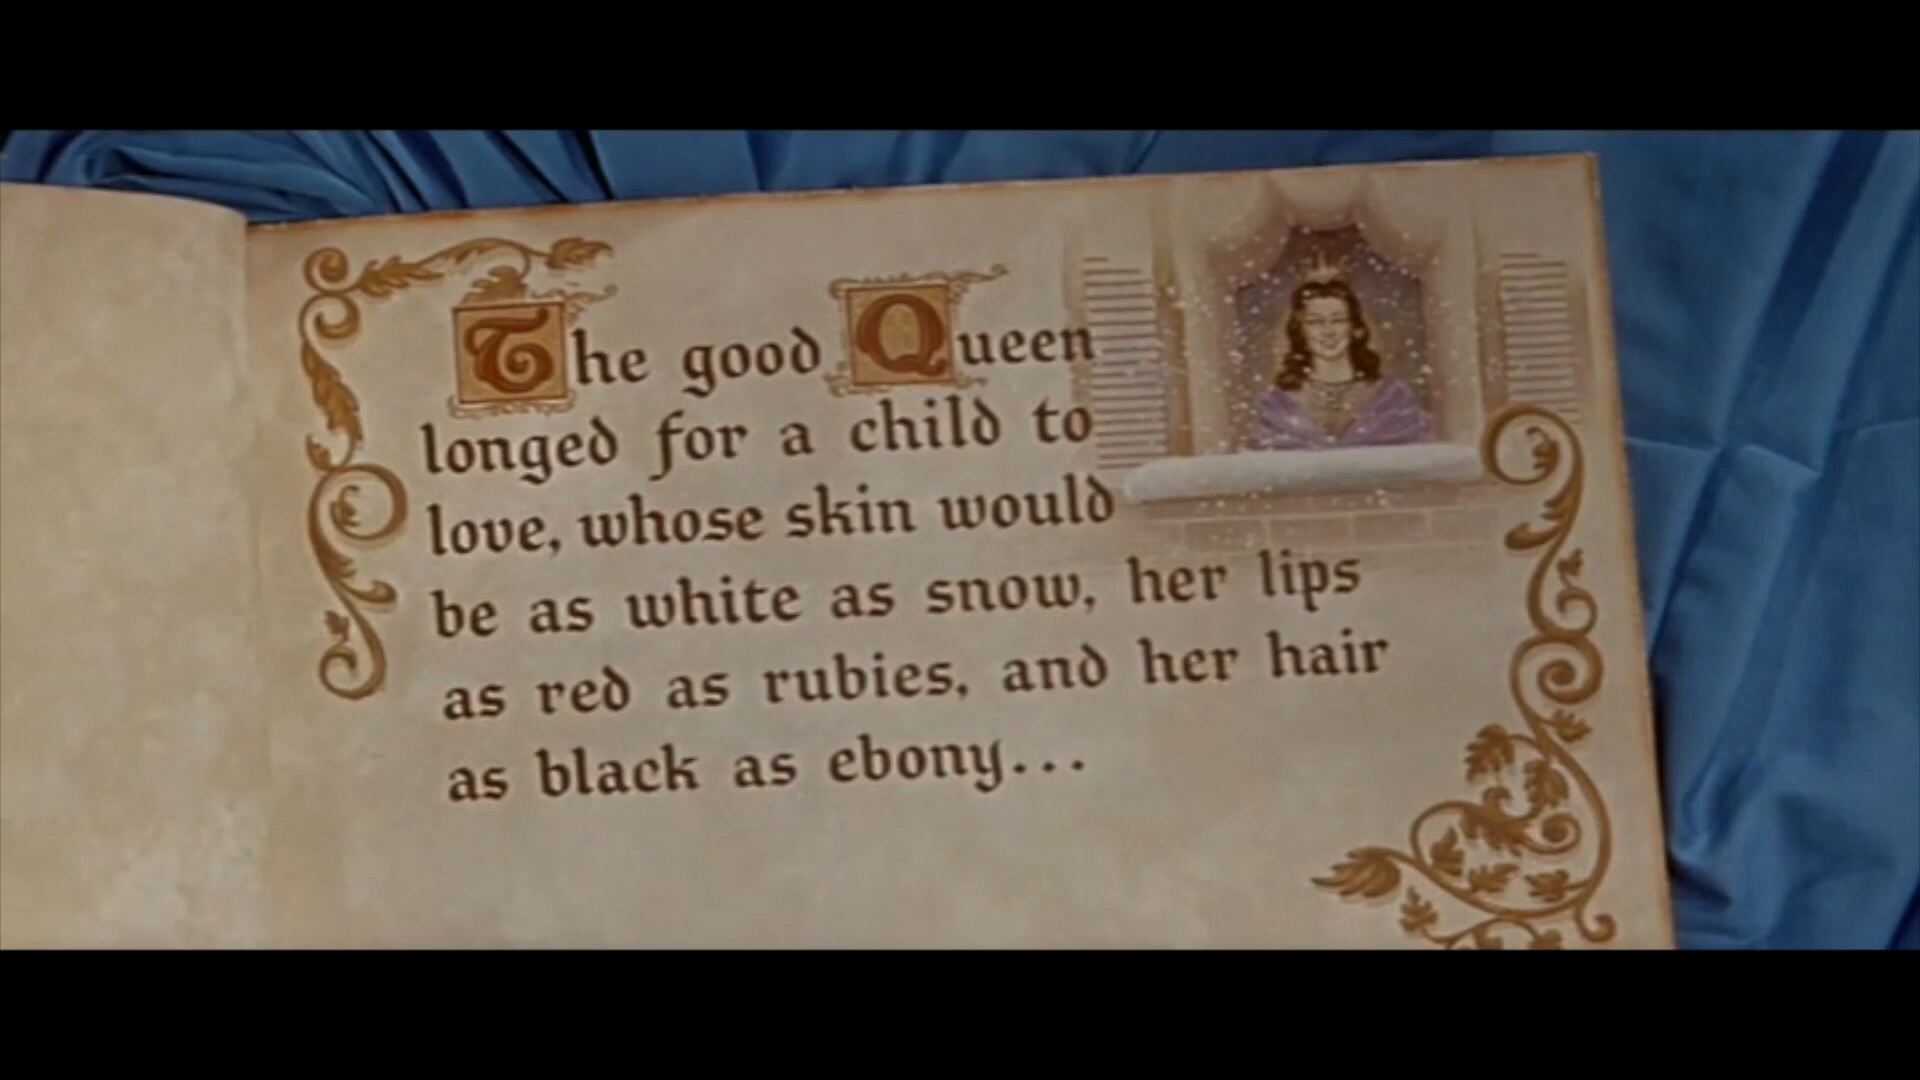 The good Queen
longed for a child to
love, whose skin would
be as white as snow, her lips
as red as rubies, and her hair
as black as ebony...